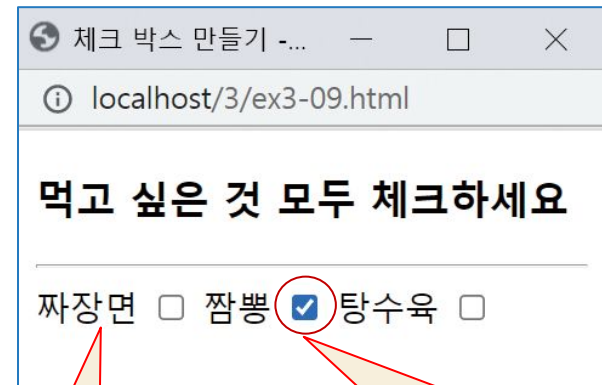 체크 박스 만들기 -...
localhost/3/ex3-09.html
먹고 싶은 것 모두 체크하세요
짜장면 짬뽕 탕수육